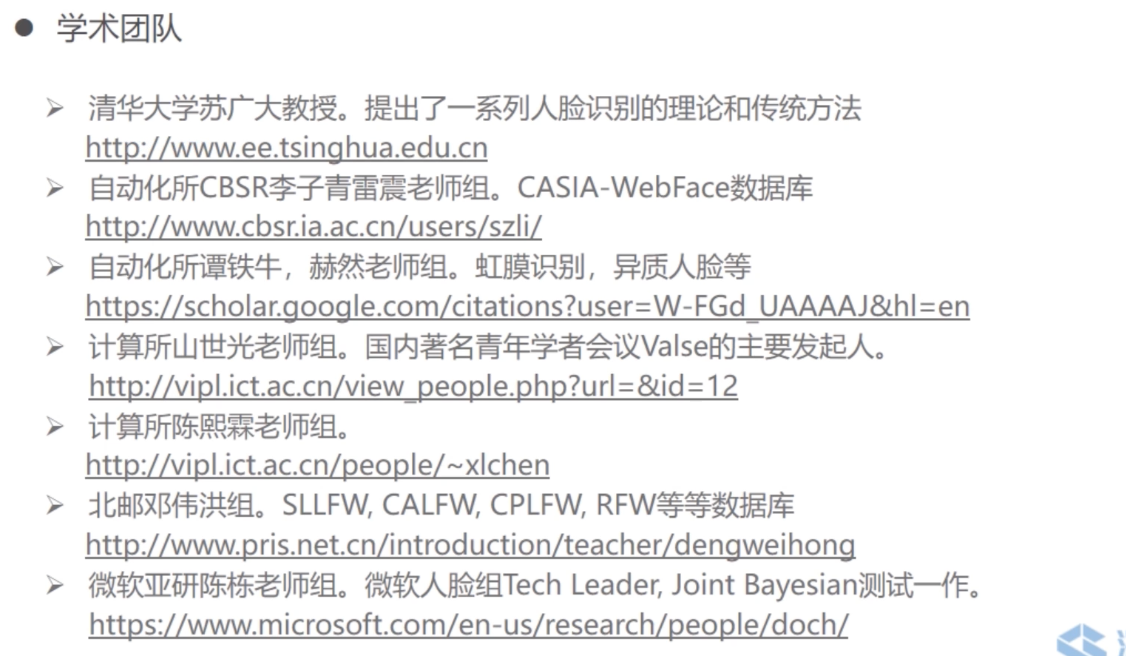 ● 学术团队
➢ 清华大学苏广大教授。提出了一系列人脸识别的理论和传统方法
http://www.ee.tsinghua.edu.cn
➢ 自动化所CBSR李子青雷震老师组。CASIA-WebFace数据库
http://www.cbsr.ia.ac.cn/users/szli/
➢ 自动化所谭铁牛，赫然老师组。虹膜识别，异质人脸等
https://scholar.google.com/citations?user=W-FGd_UAAAAJ&hl=en
➢ 计算所山世光老师组。国内著名青年学者会议Valse的主要发起人。
http://vipl.ict.ac.cn/view_people.php?url=&id=12
➢ 计算所陈熙霖老师组。
http://vipl.ict.ac.cn/people/~xlchen
➢ 北邮邓伟洪组。SLLFW, CALFW, CPLFW, RFW等等数据库
http://www.pris.net.cn/introduction/teacher/dengweihong
➢ 微软亚研陈栋老师组。微软人脸组Tech Leader, Joint Bayesian测试一作。
https://www.microsoft.com/en-us/research/people/doch/